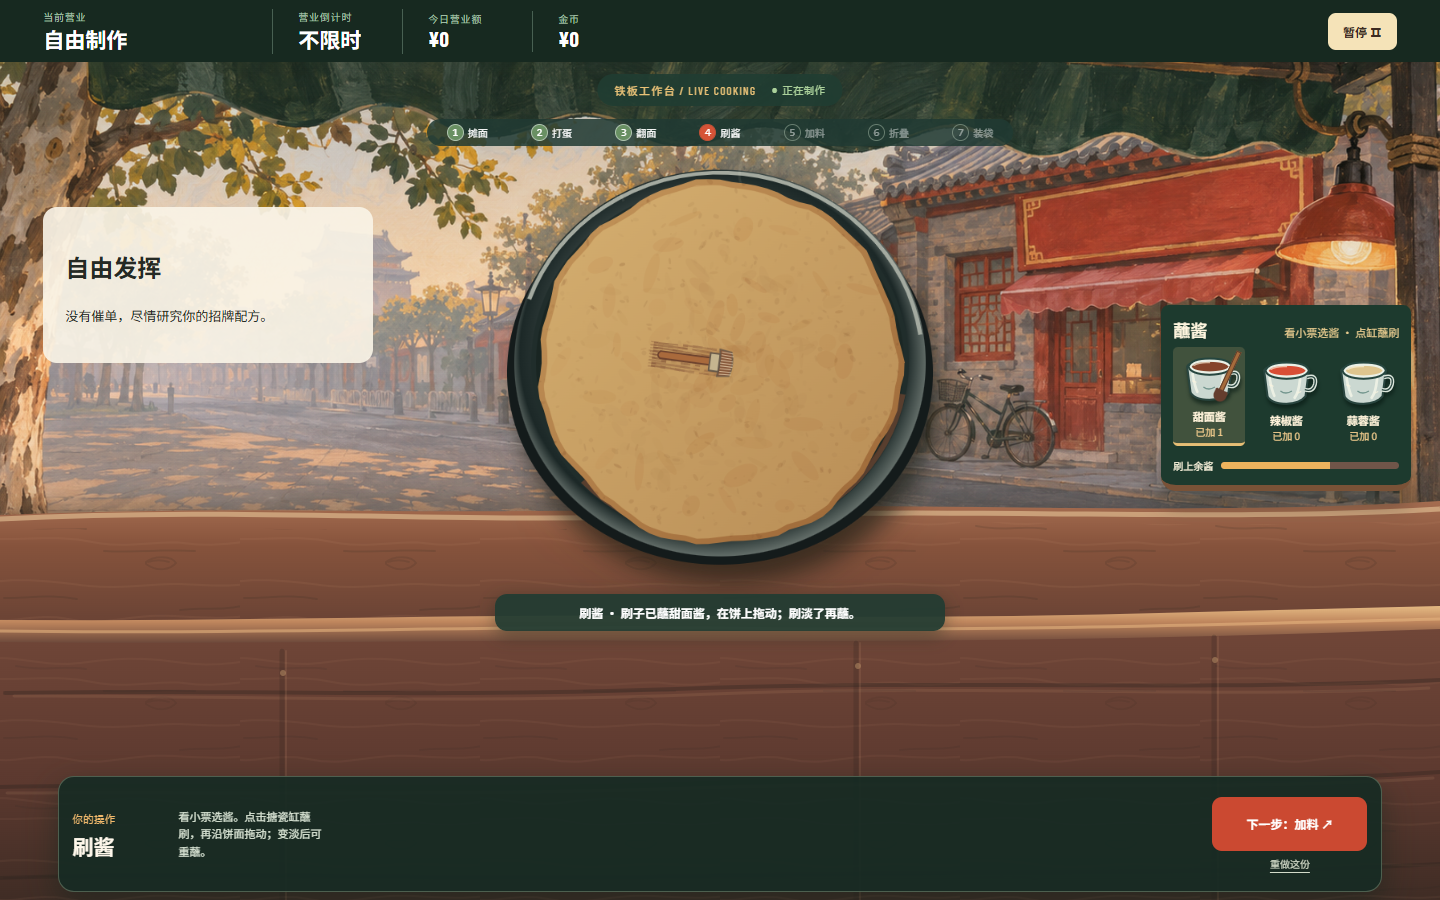 当前营业
自由制作
营业倒计时
不限时
今日营业额
¥0
金币
¥0
暂停 II
铁板工作台 / LIVE COOKING
正在制作
1 摊面
2 打蛋
3 翻面
4 刷酱
5 加料
6 折叠
7 装袋
自由发挥
没有催单，尽情研究你的招牌配方。
蘸酱
看小票选酱 · 点缸蘸刷
甜面酱
已加 1
辣椒酱
已加 0
蒜蓉酱
已加 0
刷上余酱
刷酱 · 刷子已蘸甜面酱，在饼上拖动；刷淡了再蘸。
你的操作
刷酱
看小票选酱。点击搪瓷缸蘸
刷，再沿饼面拖动；变淡后可
重蘸。
下一步：加料 ↗
重做这份